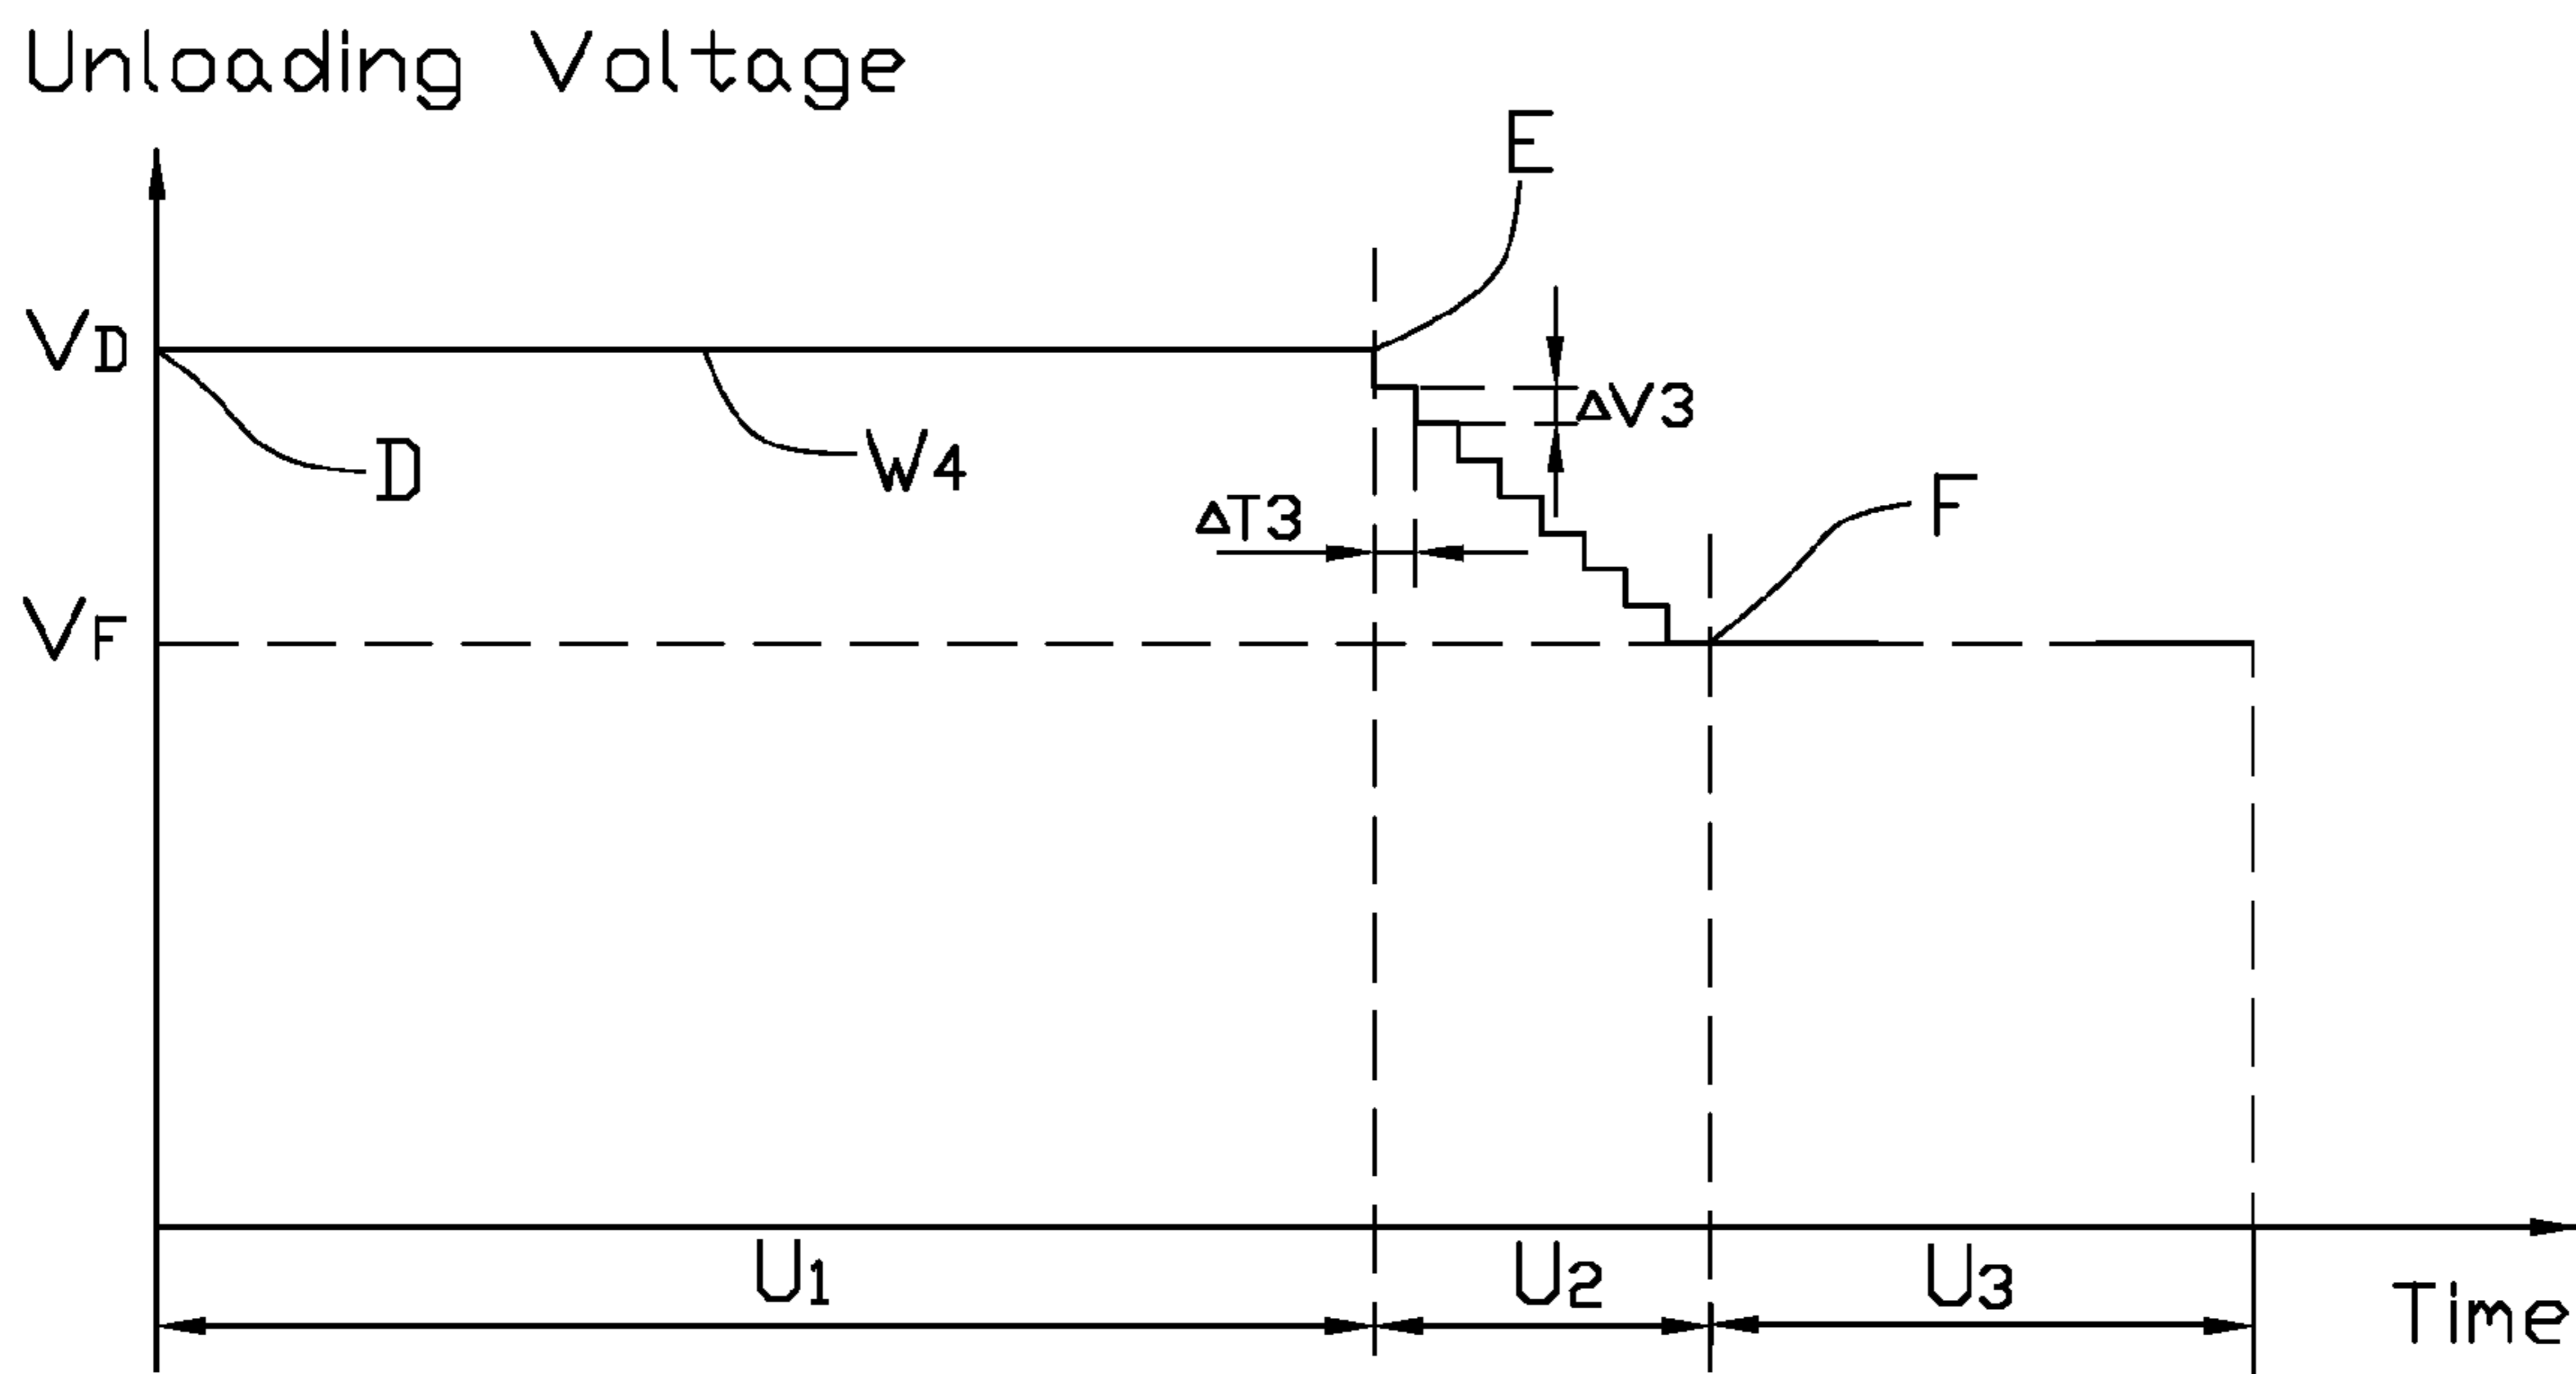 Unloading Voltage
E
VD
ΔV3
D
W4
ΔT3
F
VF
U1
U2
U3
Time